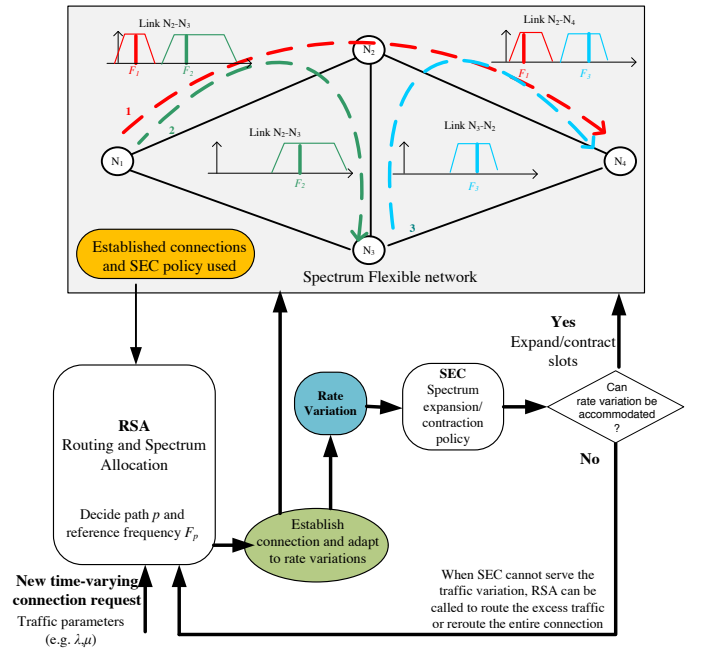 Link N2-N3
F1
F2
Link N2-N4
F1
F3
N2
1
2
Link N2-N3
F2
Link N3-N2
F3
N1
N4
3
N3
Spectrum Flexible network
Established connections
and SEC policy used
RSA
Routing and Spectrum
Allocation
Decide path p and
reference frequency Fp
New time-varying
connection request
Traffic parameters
(e.g. λ,μ)
Establish
connection and adapt
to rate variations
Rate
Variation
SEC
Spectrum
expansion/
contraction
policy
Yes
Expand/contract
slots
Can
rate variation be
accommodated
?
No
When SEC cannot serve the
traffic variation, RSA can be
called to route the excess traffic
or reroute the entire connection